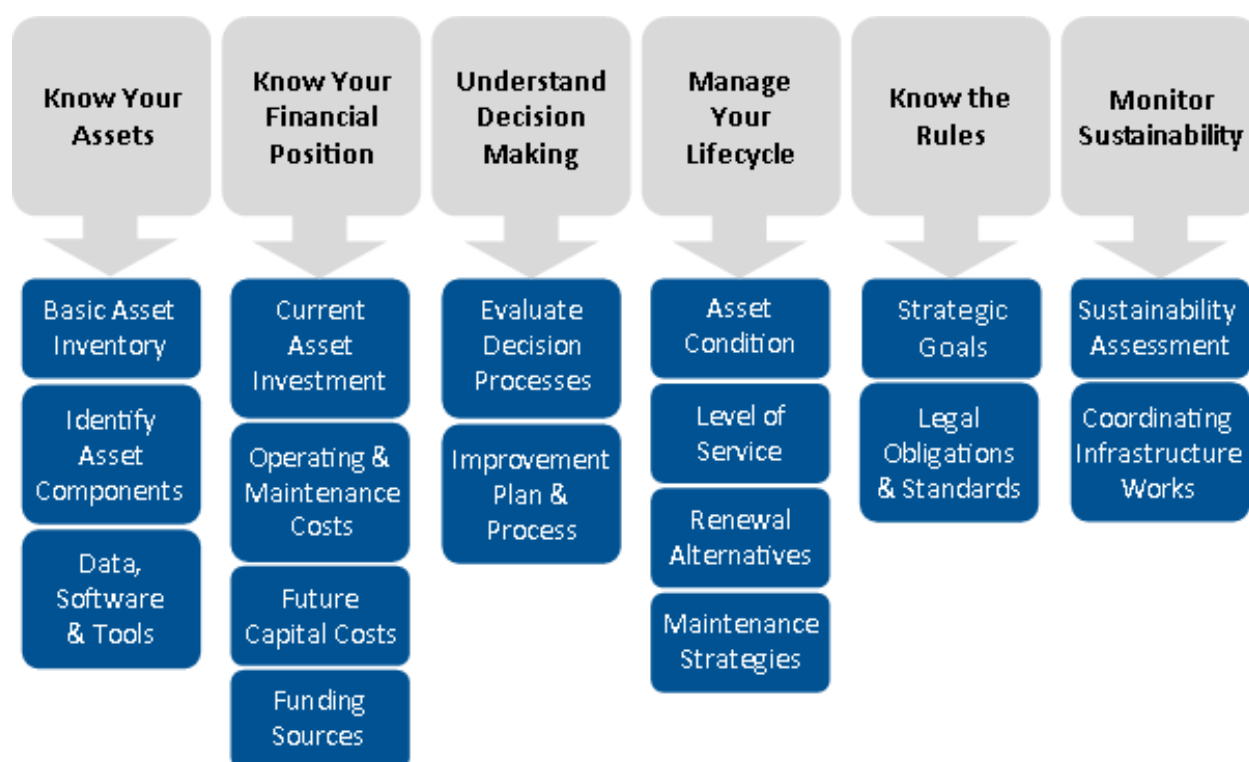 Know Your
Assets
Know Your
Financial
Position
Understand
Decision
Making
Manage
Your
Lifecycle
Know the
Rules
Monitor
Sustainability
Basic Asset
Inventory
Identify
Asset
Components
Data,
Software
& Tools
Current
Asset
Investment
Operating &
Maintenance
Costs
Future
Capital Costs
Funding
Sources
Evaluate
Decision
Processes
Improvement
Plan &
Process
Asset
Condition
Level of
Service
Renewal
Alternatives
Maintenance
Strategies
Strategic
Goals
Legal
Obligations
& Standards
Sustainability
Assessment
Coordinating
Infrastructure
Works